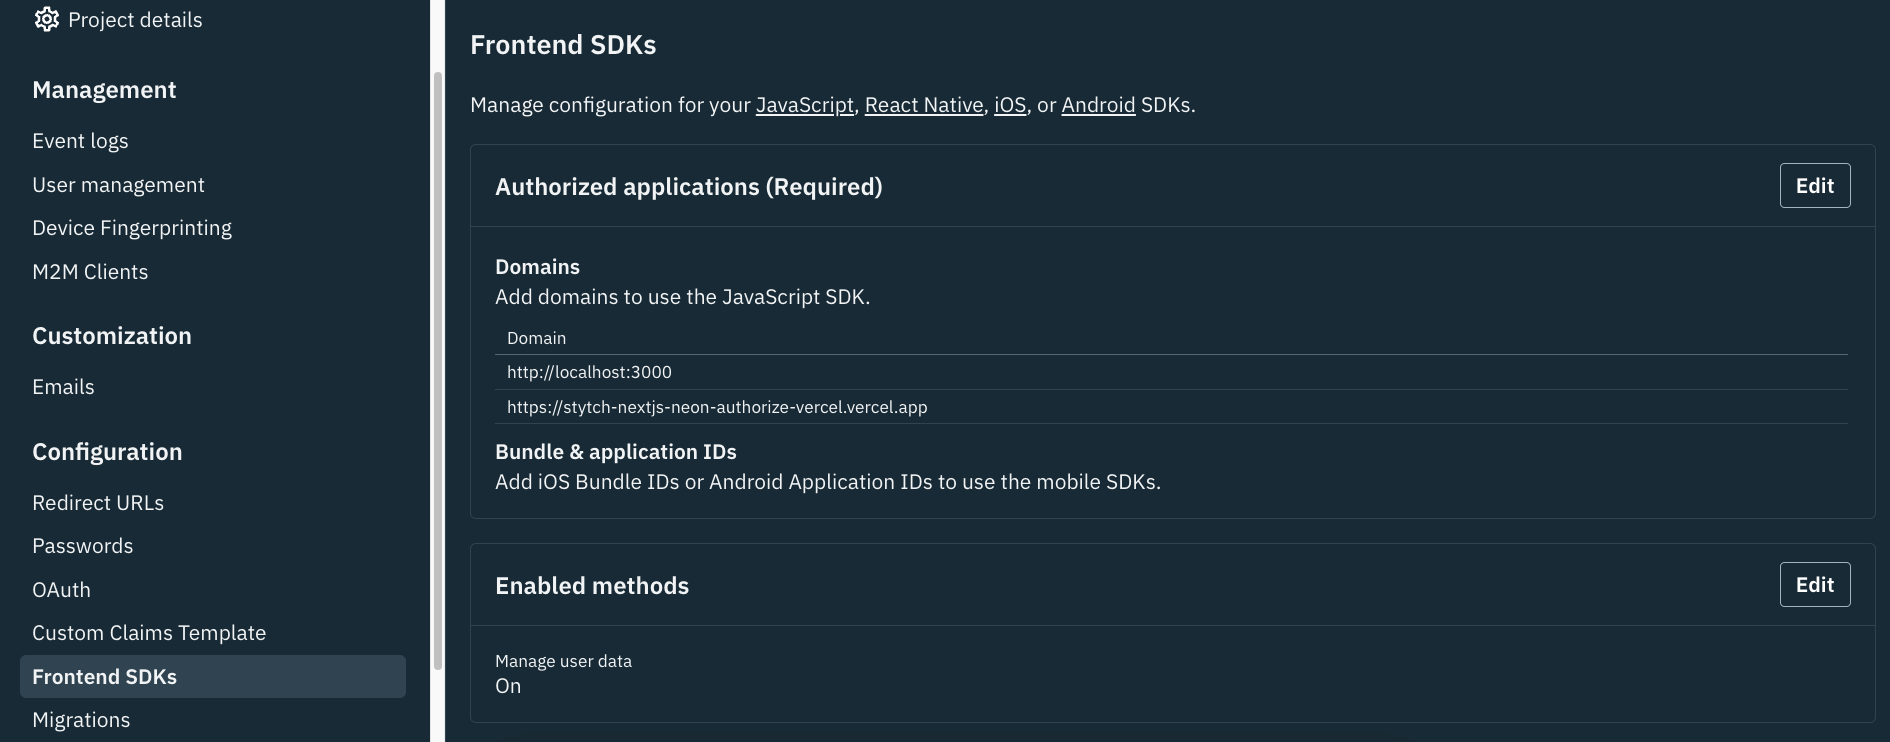 Project details
Management
Event logs
User management
Device Fingerprinting
M2M Clients
Customization
Emails
Configuration
Redirect URLs
Passwords
OAuth
Custom Claims Template
Frontend SDKs
Migrations
Frontend SDKs
Manage configuration for your JavaScript, React Native, iOS, or Android SDKs.
Authorized applications (Required)
Edit
Domains
Add domains to use the JavaScript SDK.
Domain
http://localhost:3000
https://stytch-nextjs-neon-authorize-vercel.vercel.app
Bundle & application IDs
Add iOS Bundle IDs or Android Application IDs to use the mobile SDKs.
Enabled methods
Edit
Manage user data
On